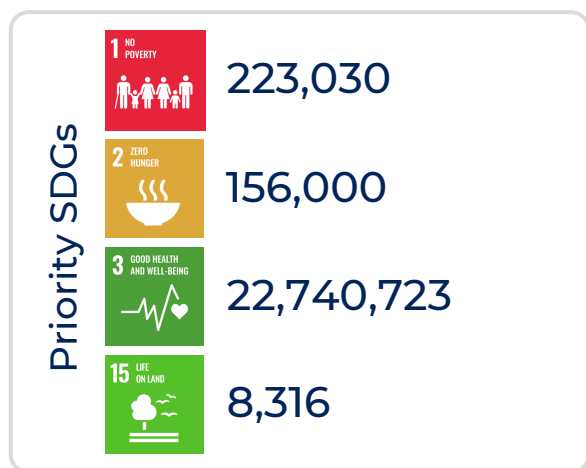 Priority SDGs
1 NO
POVERTY
223,030
2 ZERO
HUNGER
156,000
3 GOOD HEALTH
AND WELL-BEING
22,740,723
15 LIFE
ON LAND
8,316